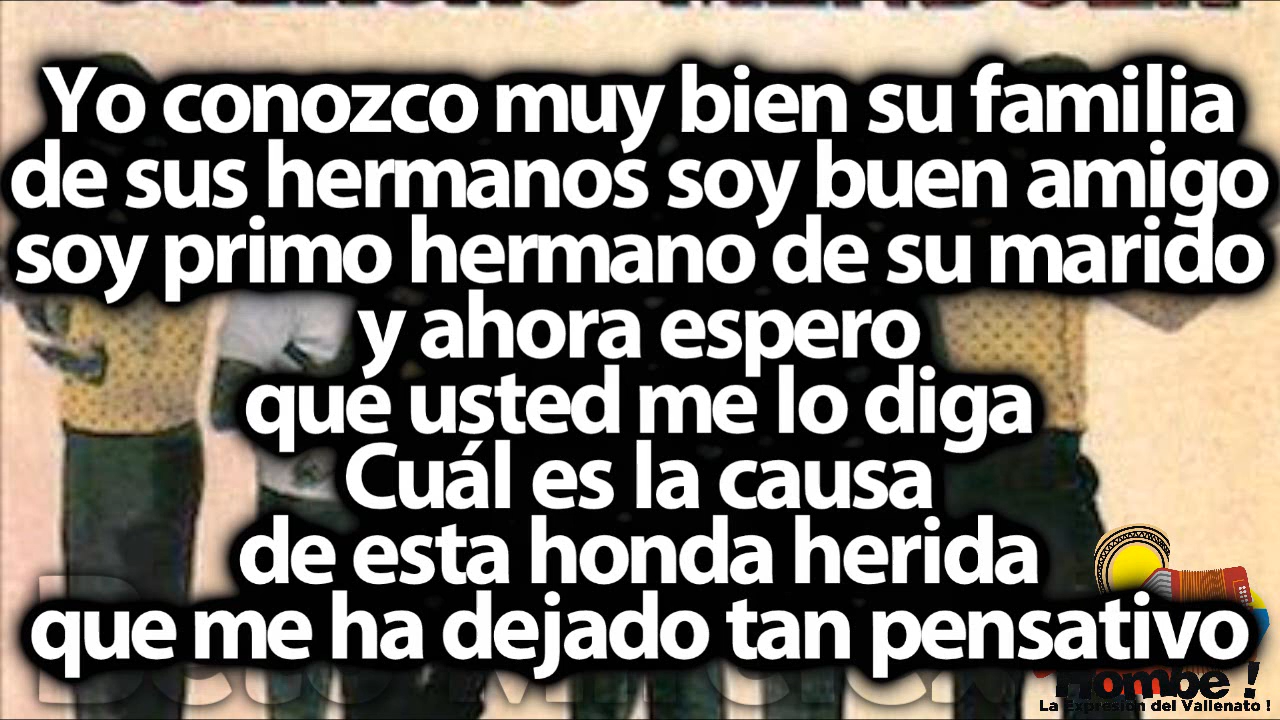 Yo conozco muy bien su familia
de sus hermanos soy buen amigo
soy primo hermano de su marido
y ahora espero
que usted me lo diga
Cuál es la causa
de esta honda herida
que me ha dejado tan pensativo
Hombe !
La Expresión del Vallenato !